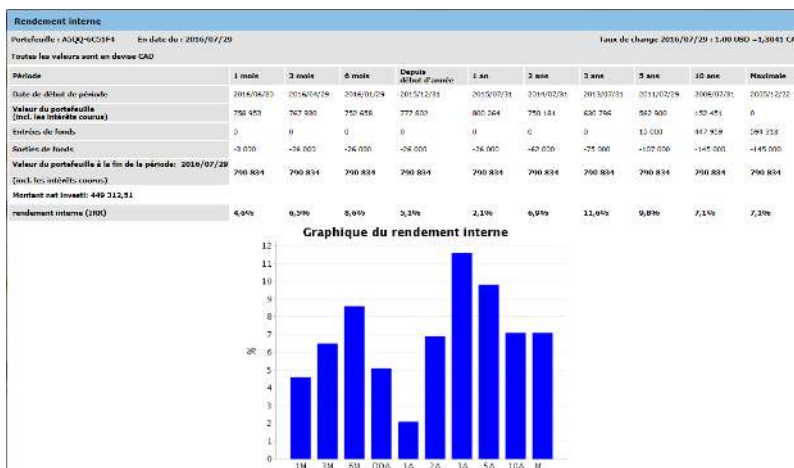 Rendement interne
Portefeuille : A5QQ-6C51F4 En date du : 2016/07/29 Taux de change 2016/07/29 : 1.00 USD =1,3041 CA
Toutes les valeurs sont en devise CAD
Période 1 mois 3 mois 6 mois Depuis début d'année 1 an 2 ans 3 ans 5 ans 10 ans Maximale
Date de début de période 2016/06/30 2016/04/29 2016/01/29 2015/12/31 2015/07/31 2014/07/31 2013/07/31 2011/07/29 2006/07/31 2005/12/22
Valeur du portefeuille
(incl. les intérêts courus) 758 953 767 930 752 658 777 802 800 264 750 181 630 796 562 900 152 451 0
Entrées de fonds 0 0 0 0 0 0 0 15 000 447 959 594 313
Sorties de fonds -3 000 -26 000 -26 000 -26 000 -26 000 -62 000 -75 000 -107 000 -145 000 -145 000
Valeur du portefeuille à la fin de la période: 2016/07/29
(incl. les intérêts courus) 790 834 790 834 790 834 790 834 790 834 790 834 790 834 790 834 790 834 790 834
Montant net investi: 449 312,51
rendement interne (IRR) 4,6% 6,5% 8,6% 5,1% 2,1% 6,9% 11,6% 9,8% 7,1% 7,1%
Graphique du rendement interne
12
11
10
9
8
7
6
5
4
3
2
1
0
%
1M 3M 6M DDA 1A 2A 3A 5A 10A M